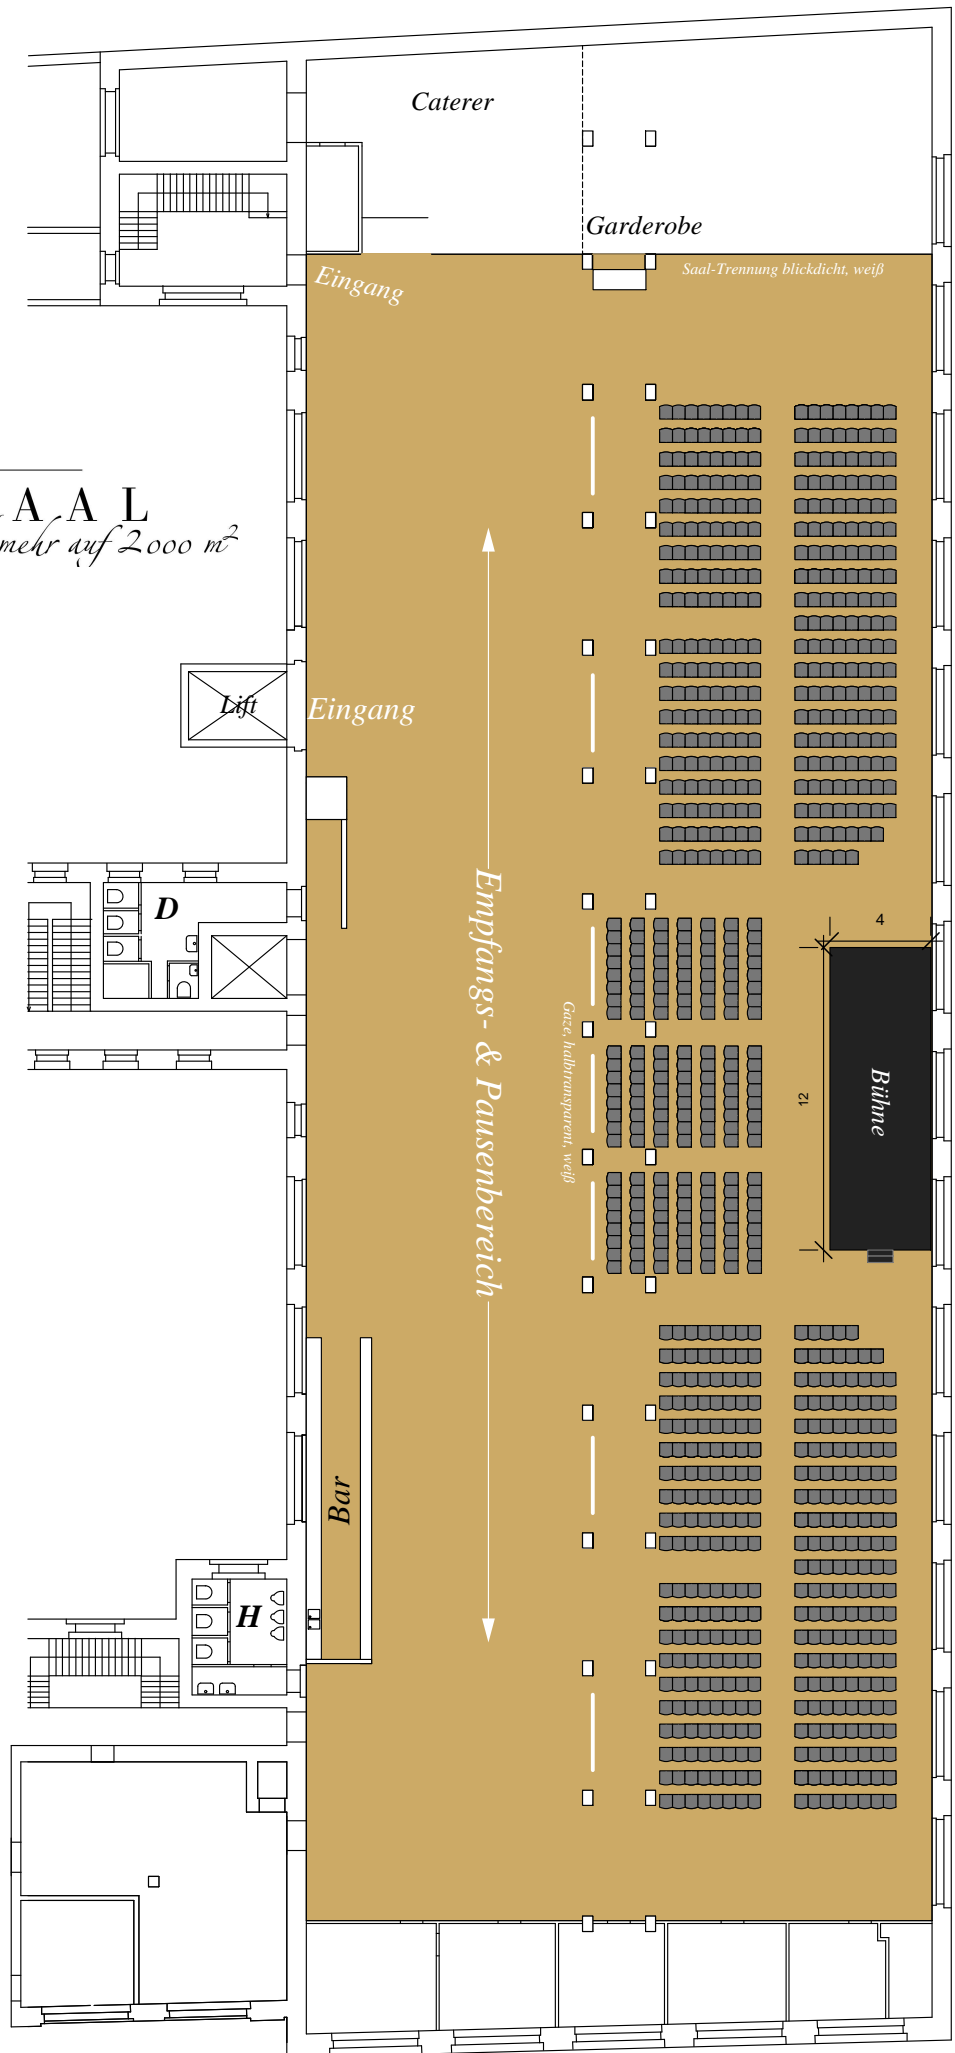 Caterer
Garderobe
Saal-Trennung blickdicht, weiß
Eingang
A A L
mehr auf 2000 m²
Lift
Eingang
D
4
Empfangs- & Pausenbereich
Gaze, halbtransparent, weiß
12
Bühne
Bar
H